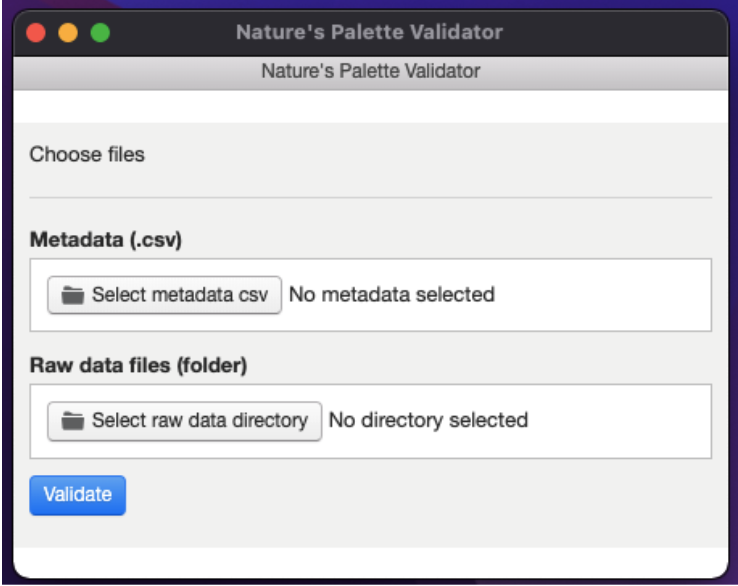 Nature's Palette Validator
Nature's Palette Validator
Choose files
Metadata (.csv)
Select metadata csv No metadata selected
Raw data files (folder)
Select raw data directory No directory selected
Validate